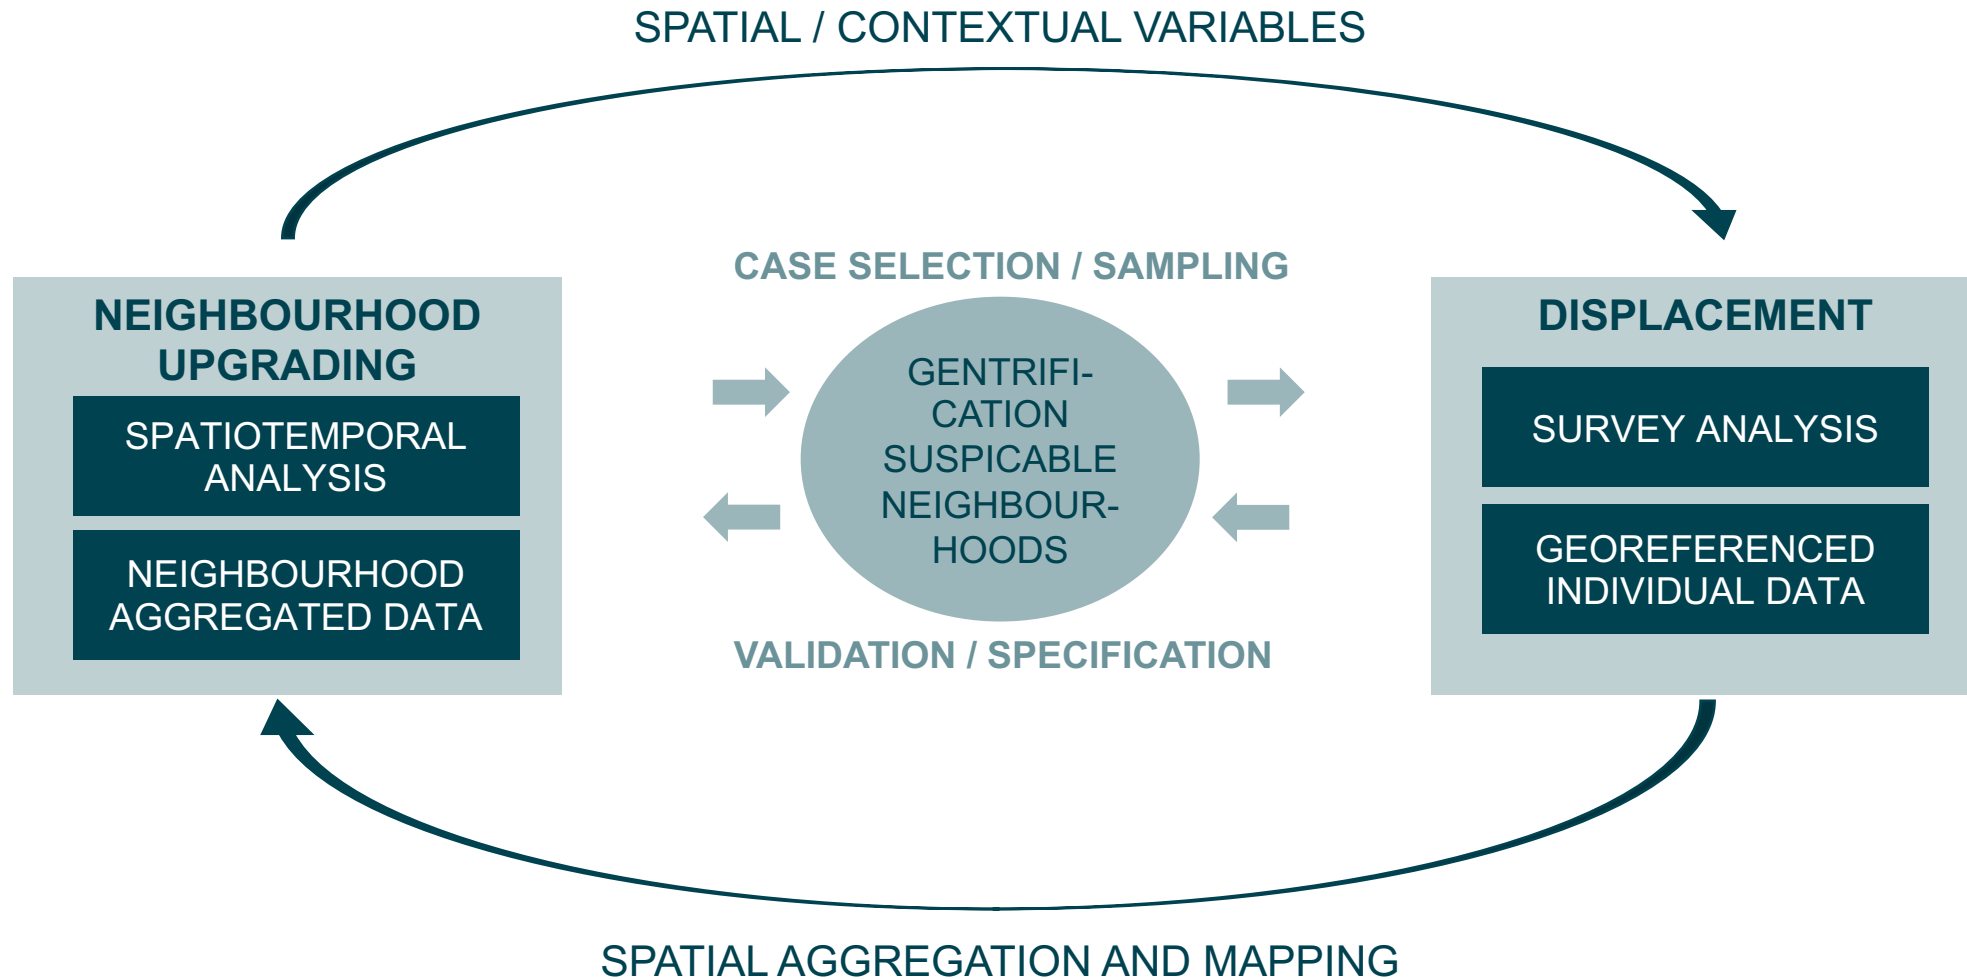 SPATIAL / CONTEXTUAL VARIABLES
NEIGHBOURHOOD
UPGRADING
SPATIOTEMPORAL
ANALYSIS
NEIGHBOURHOOD
AGGREGATED DATA
CASE SELECTION / SAMPLING
GENTRIFI-
CATION
SUSPICABLE
NEIGHBOUR-
HOODS
VALIDATION / SPECIFICATION
DISPLACEMENT
SURVEY ANALYSIS
GEOREFERENCED
INDIVIDUAL DATA
SPATIAL AGGREGATION AND MAPPING